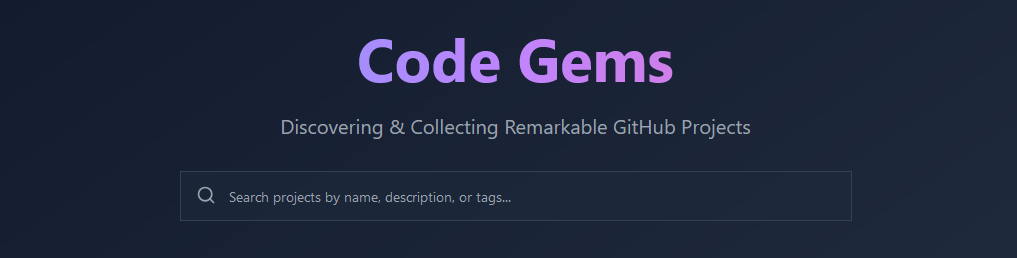 Code Gems
Discovering & Collecting Remarkable GitHub Projects
Search projects by name, description, or tags...